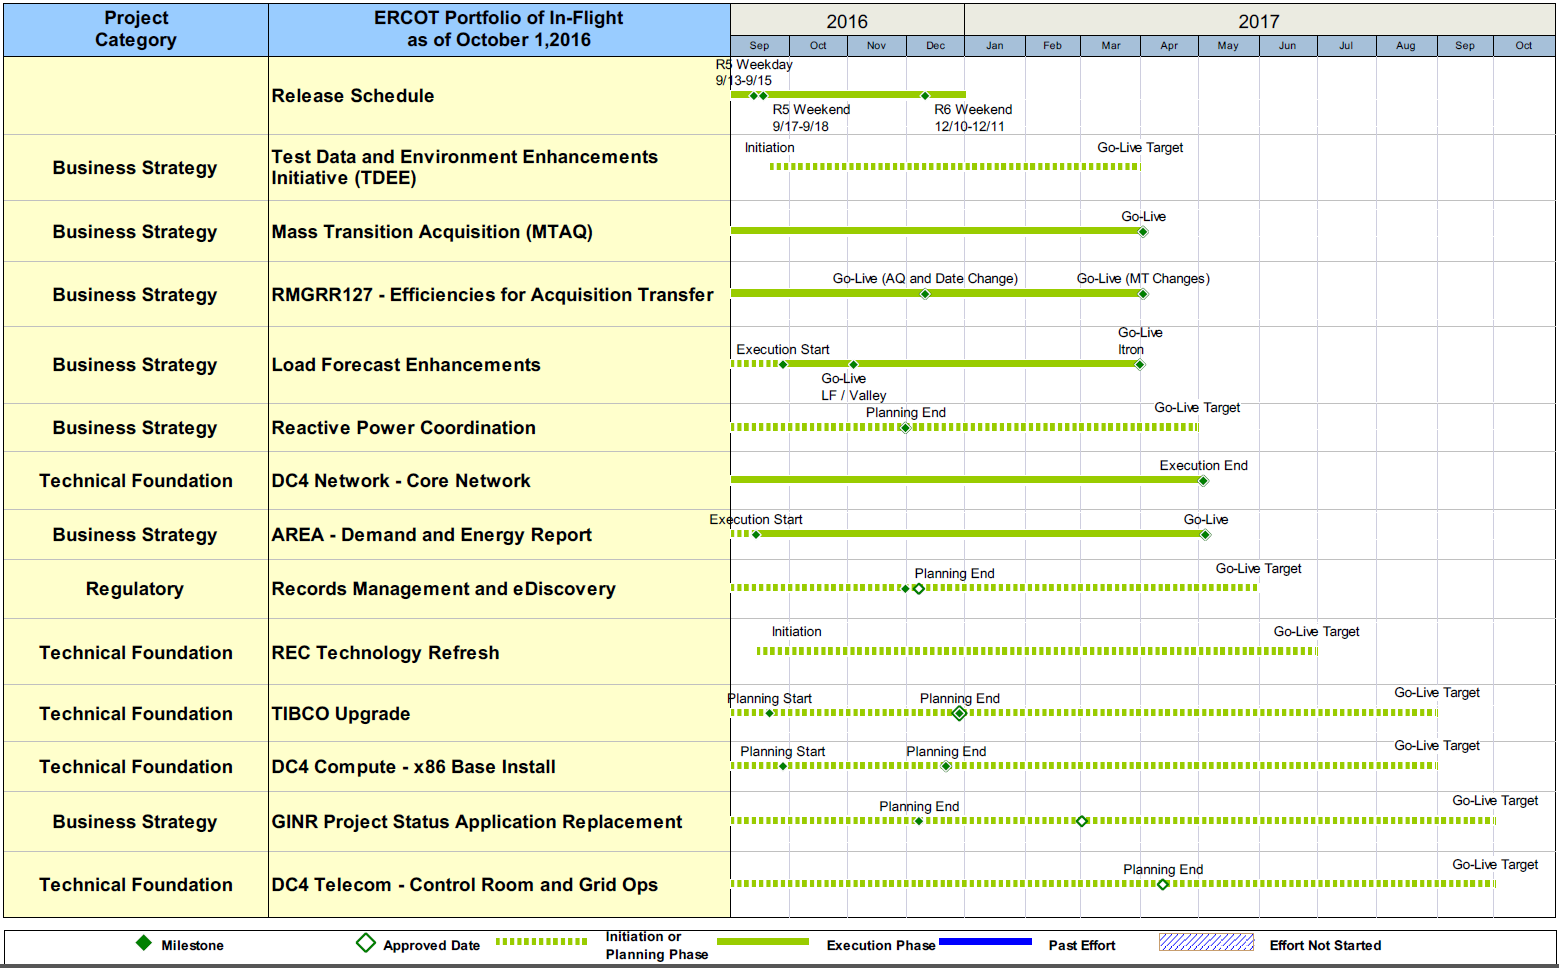 Project
Category
ERCOT Portfolio of In-Flight
as of October 1,2016
2016
2017
Sep
Oct
Nov
Dec
Jan
Feb
Mar
Apr
May
Jun
Jul
Aug
Sep
Oct
Release Schedule
R5 Weekday
9/13-9/15
R5 Weekend
9/17-9/18
R6 Weekend
12/10-12/11
Business Strategy
Test Data and Environment Enhancements
Initiative (TDEE)
Initiation
Go-Live Target
Business Strategy
Mass Transition Acquisition (MTAQ)
Go-Live
Business Strategy
RMGRR127 - Efficiencies for Acquisition Transfer
Go-Live (AQ and Date Change)
Go-Live (MT Changes)
Business Strategy
Load Forecast Enhancements
Execution Start
Go-Live
LF / Valley
Go-Live
Itron
Business Strategy
Reactive Power Coordination
Planning End
Go-Live Target
Technical Foundation
DC4 Network - Core Network
Execution End
Business Strategy
AREA - Demand and Energy Report
Execution Start
Go-Live
Regulatory
Records Management and eDiscovery
Planning End
Go-Live Target
Technical Foundation
REC Technology Refresh
Initiation
Go-Live Target
Technical Foundation
TIBCO Upgrade
Planning Start
Planning End
Go-Live Target
Technical Foundation
DC4 Compute - x86 Base Install
Planning Start
Planning End
Go-Live Target
Business Strategy
GINR Project Status Application Replacement
Planning End
Go-Live Target
Technical Foundation
DC4 Telecom - Control Room and Grid Ops
Planning End
Go-Live Target
Milestone
Approved Date
Initiation or
Planning Phase
Execution Phase
Past Effort
Effort Not Started